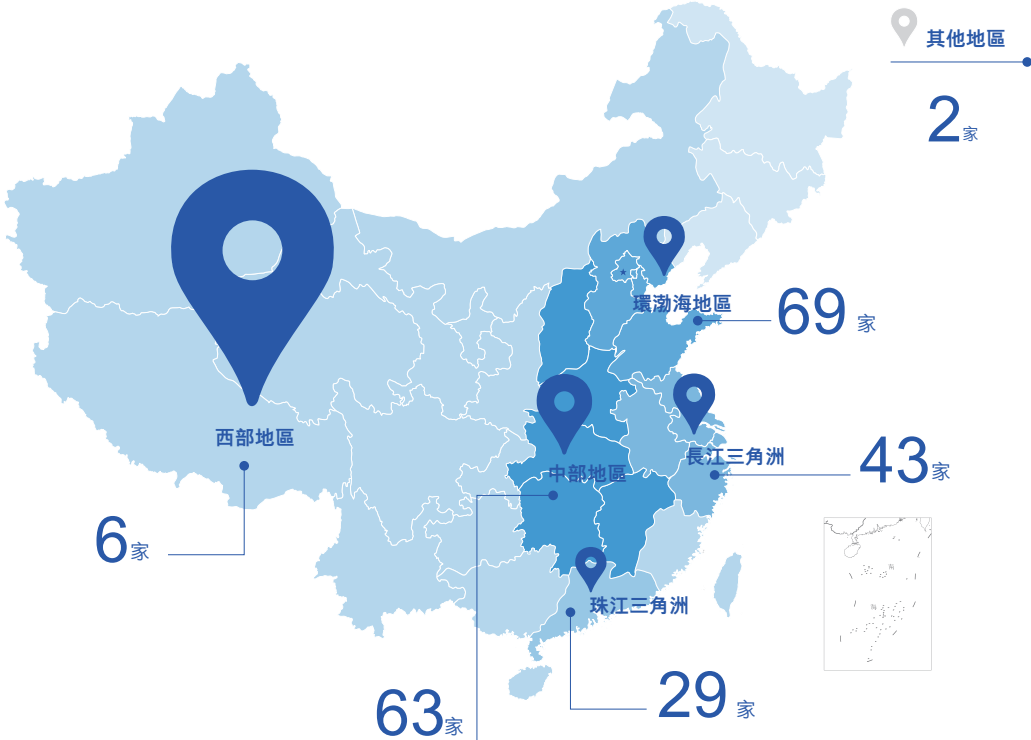 其他地區
2家
環渤海地區
69家
西部地區
6家
中部地區
63家
長江三角洲
43家
珠江三角洲
29家